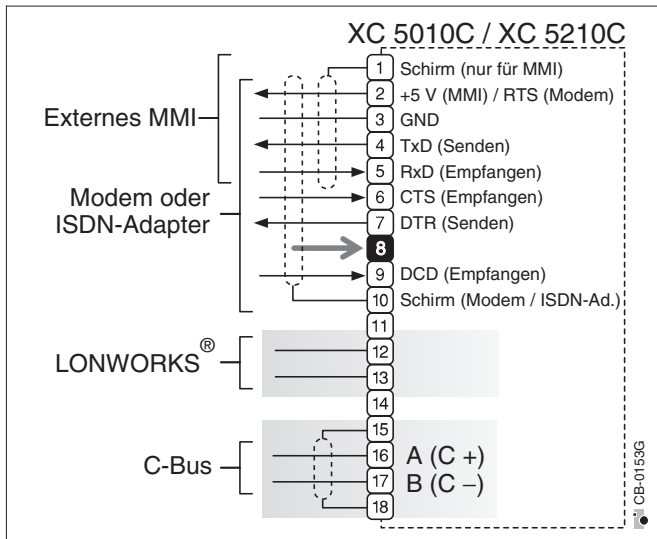 XC 5010C / XC 5210C
1 Schirm (nur für MMI)
2 +5 V (MMI) / RTS (Modem)
3 GND
4 TxD (Senden)
5 RxD (Empfangen)
6 CTS (Empfangen)
7 DTR (Senden)
8
9 DCD (Empfangen)
10 Schirm (Modem / ISDN-Ad.)
11
12
13
14
15
16 A (C +)
17 B (C –)
18
Externes MMI
Modem oder
ISDN-Adapter
LONWORKS®
C-Bus
CB-0153G